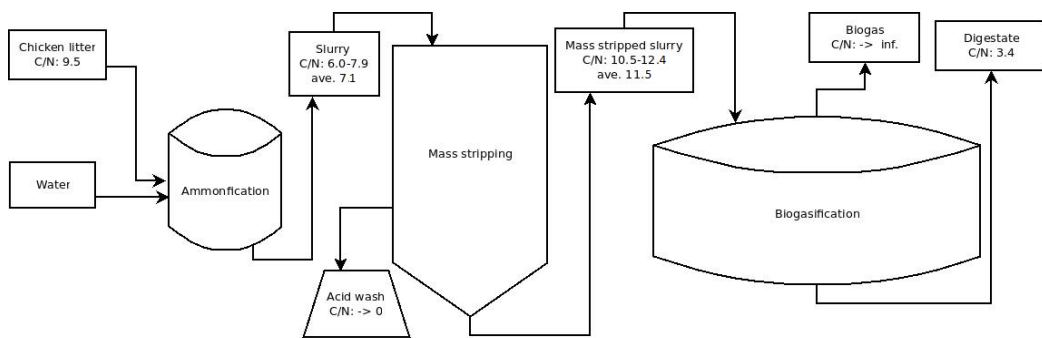 Chicken litter
C/N: 9.5
Water
Ammonfication
Slurry
C/N: 6.0-7.9
ave. 7.1
Acid wash
C/N: -> 0
Mass stripping
Mass stripped slurry
C/N: 10.5-12.4
ave. 11.5
Biogasification
Biogas
C/N: -> inf.
Digestate
C/N: 3.4